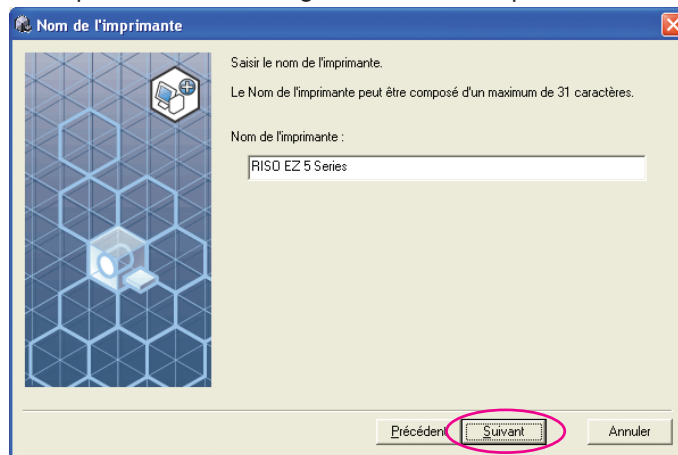 Nom de l'imprimante
Saisir le nom de l'imprimante.
Le Nom de l'imprimante peut être composé d'un maximum de 31 caractères.
Nom de l'imprimante :
RISO EZ 5 Series
Précédent Suivant Annuler